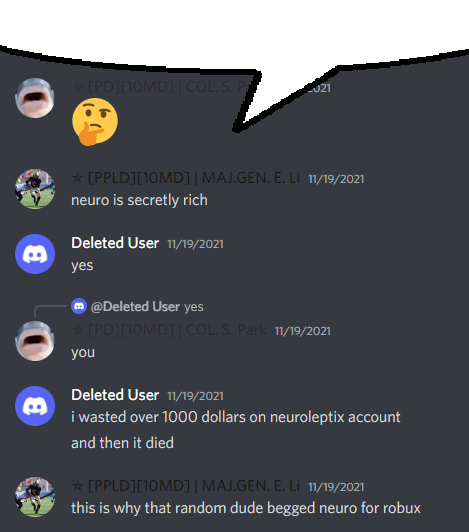 ★ [PD][10MD] | COL. S. P 2021
neuro is secretly rich
★ [PPLD][10MD] | MAJ.GEN. E. Li 11/19/2021
Deleted User 11/19/2021
yes
@Deleted User yes
★ [PD][10MD] | COL. S. Park 11/19/2021
you
Deleted User 11/19/2021
i wasted over 1000 dollars on neuroleptix account
and then it died
★ [PPLD][10MD] | MAJ.GEN. E. Li 11/19/2021
this is why that random dude begged neuro for robux